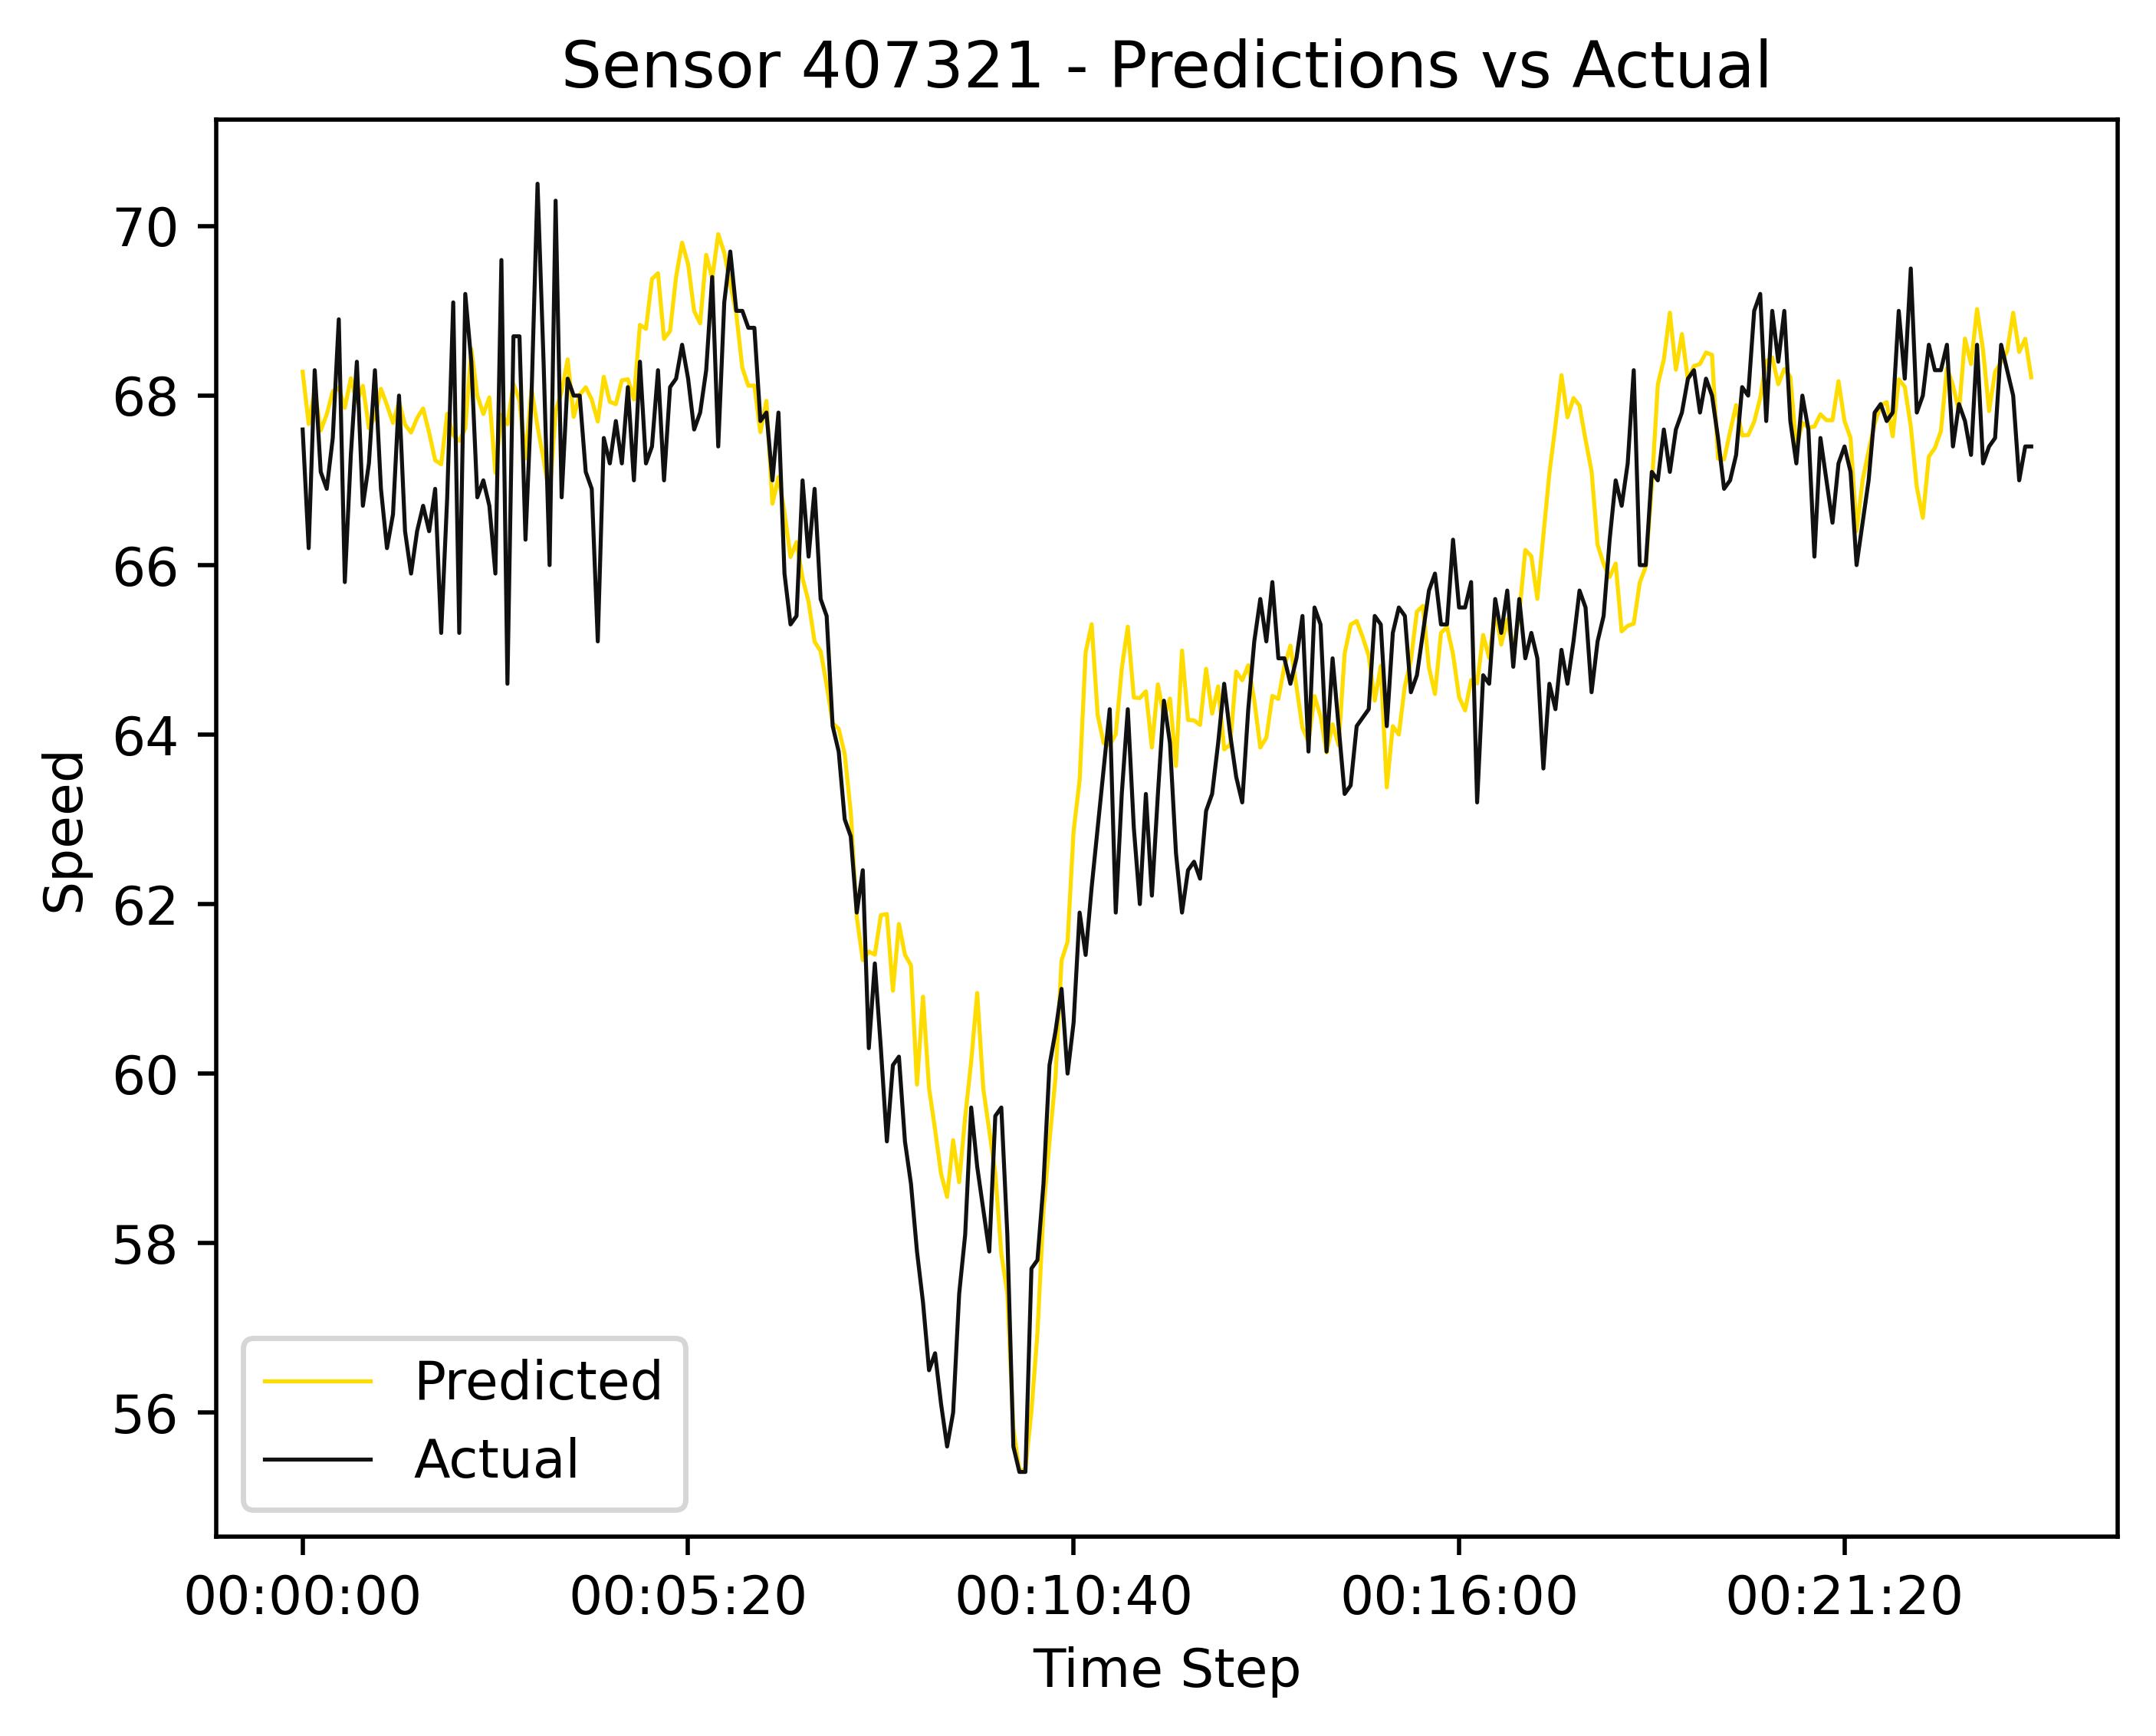 Sensor 407321 - Predictions vs Actual
70
68
66
64
62
60
58
56
Speed
Predicted
Actual
00:00:00 00:05:20 00:10:40 00:16:00 00:21:20
Time Step